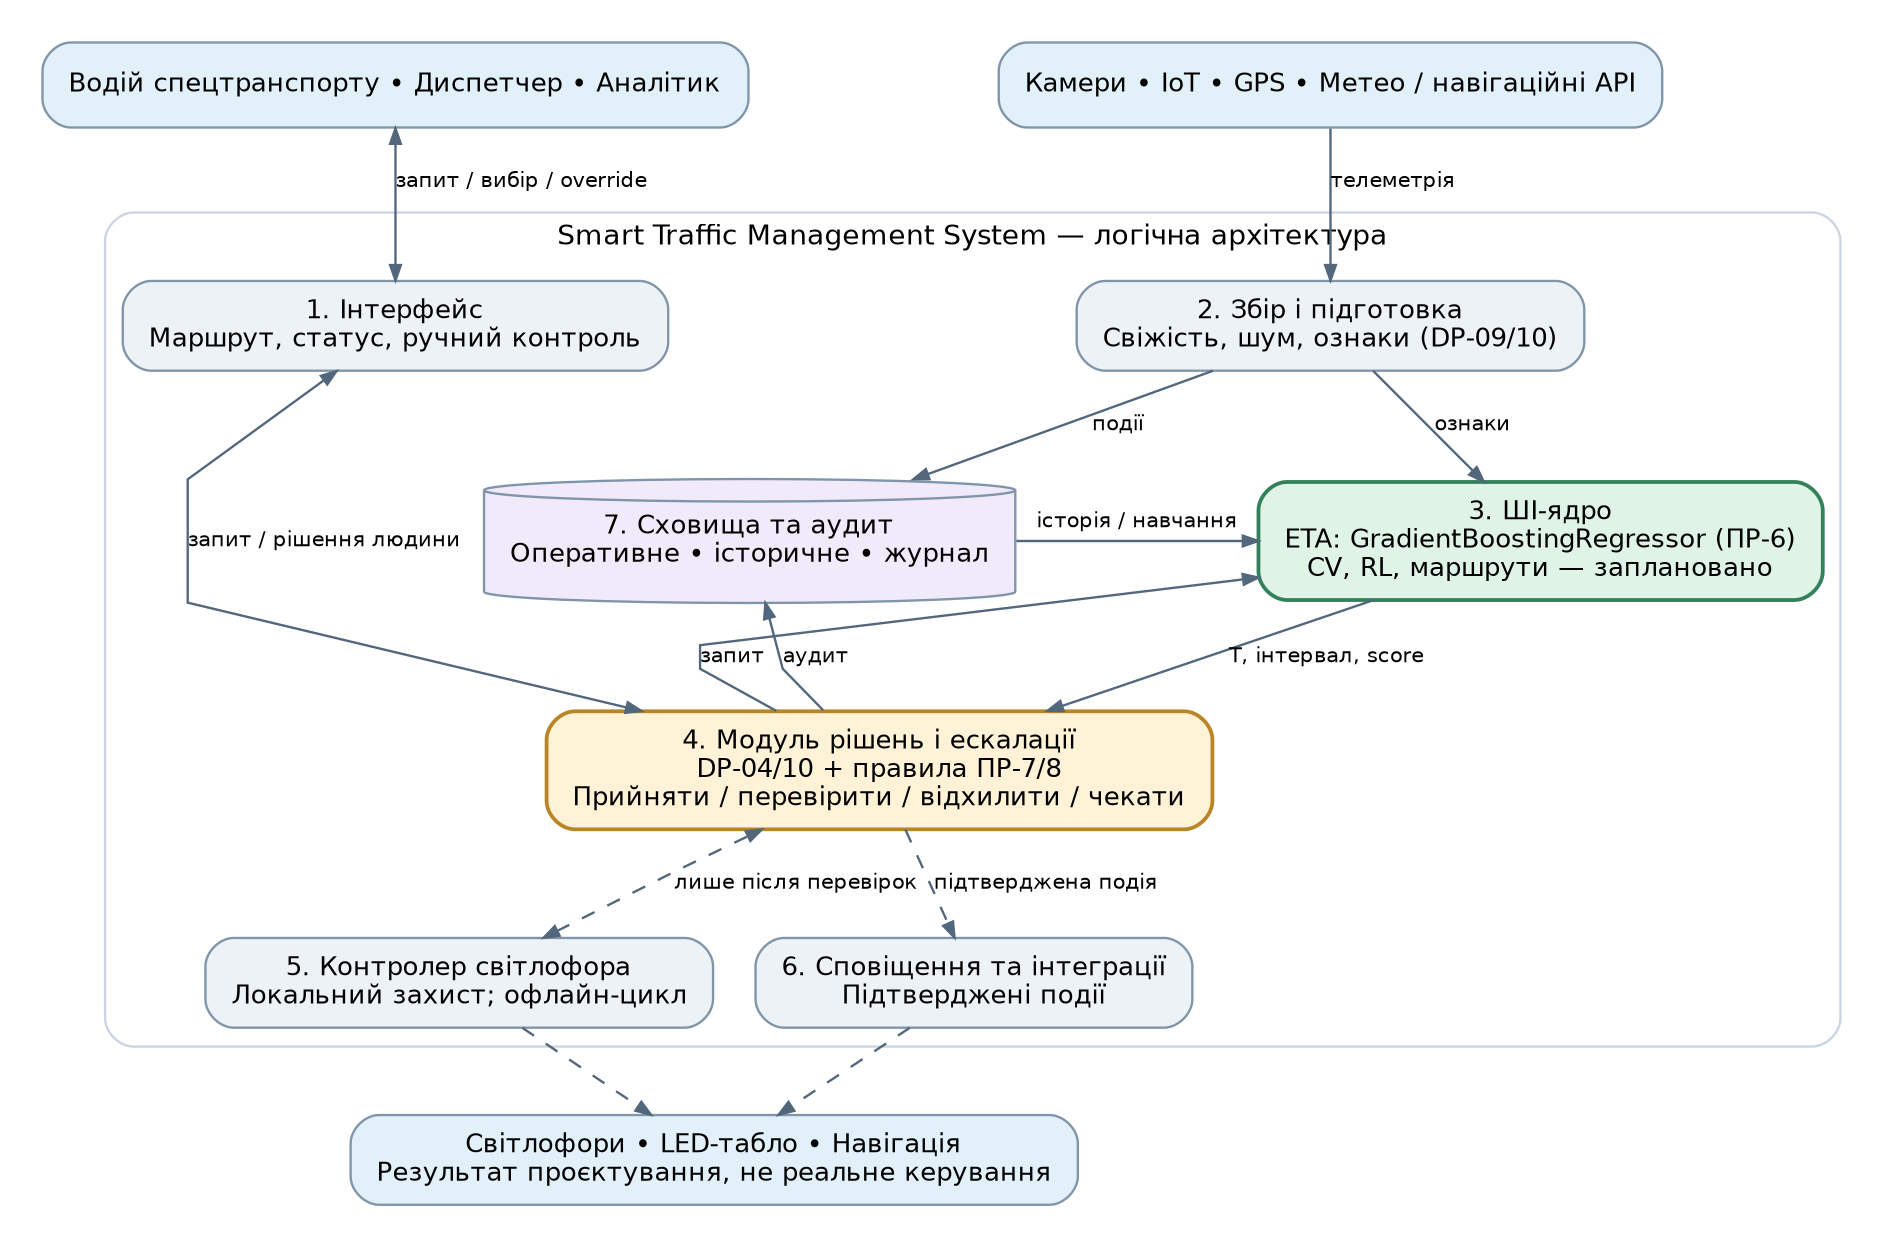 Водій спецтранспорту • Диспетчер • Аналітик
Камери • IoT • GPS • Метео / навігаційні API
запит / вибір / override
телеметрія
Smart Traffic Management System — логічна архітектура
1. Інтерфейс
Маршрут, статус, ручний контроль
2. Збір і підготовка
Свіжість, шум, ознаки (DP-09/10)
події
ознаки
7. Сховища та аудит
Оперативне • історичне • журнал
історія / навчання
3. ШІ-ядро
ETA: GradientBoostingRegressor (ПР-6)
CV, RL, маршрути — заплановано
запит / рішення людини
запит
аудит
T, інтервал, score
4. Модуль рішень і ескалації
DP-04/10 + правила ПР-7/8
Прийняти / перевірити / відхилити / чекати
лише після перевірок
підтверджена подія
5. Контролер світлофора
Локальний захист; офлайн-цикл
6. Сповіщення та інтеграції
Підтверджені події
Світлофори • LED-табло • Навігація
Результат проєктування, не реальне керування